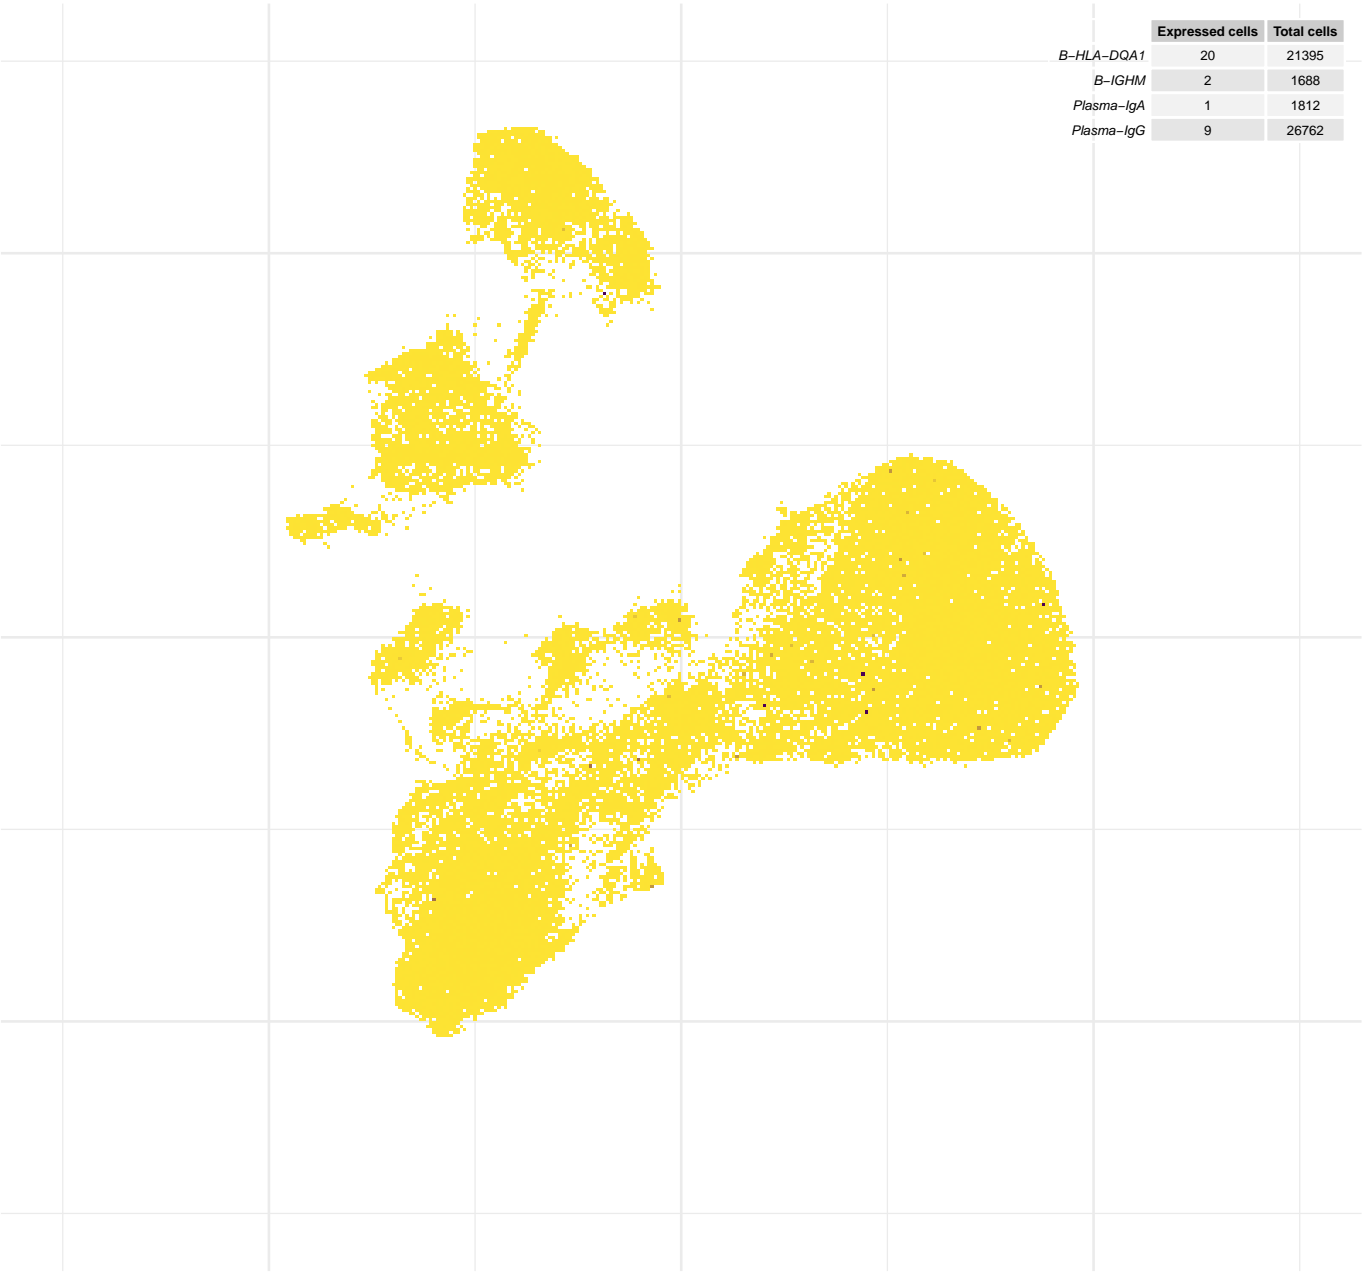 Expressed cells Total cells
B−HLA−DQA1 20 21395
B−IGHM 2 1688
Plasma−IgA 1 1812
Plasma−IgG 9 26762